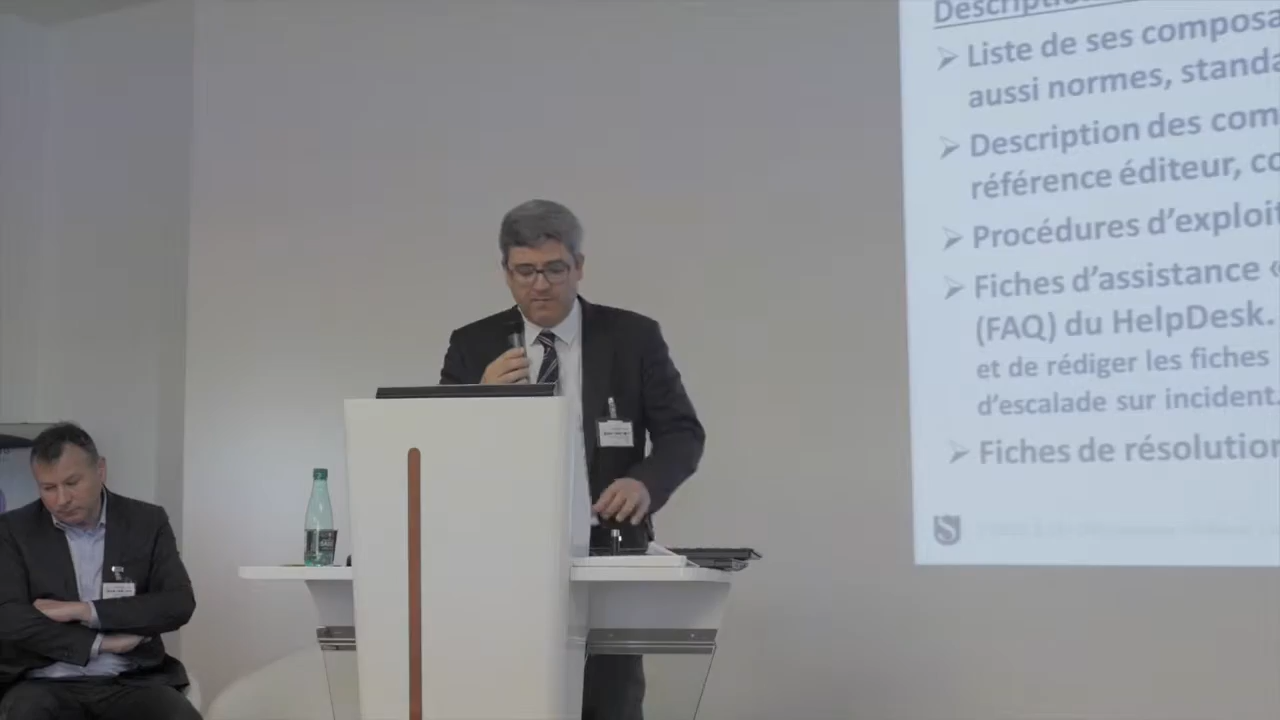 Description
Liste de ses composa
aussi normes, standa
Description des com
référence éditeur, co
Procédures d'exploit
Fiches d'assistance «
(FAQ) du HelpDesk.
et de rédiger les fiches
d'escalade sur incident.
Fiches de résolution